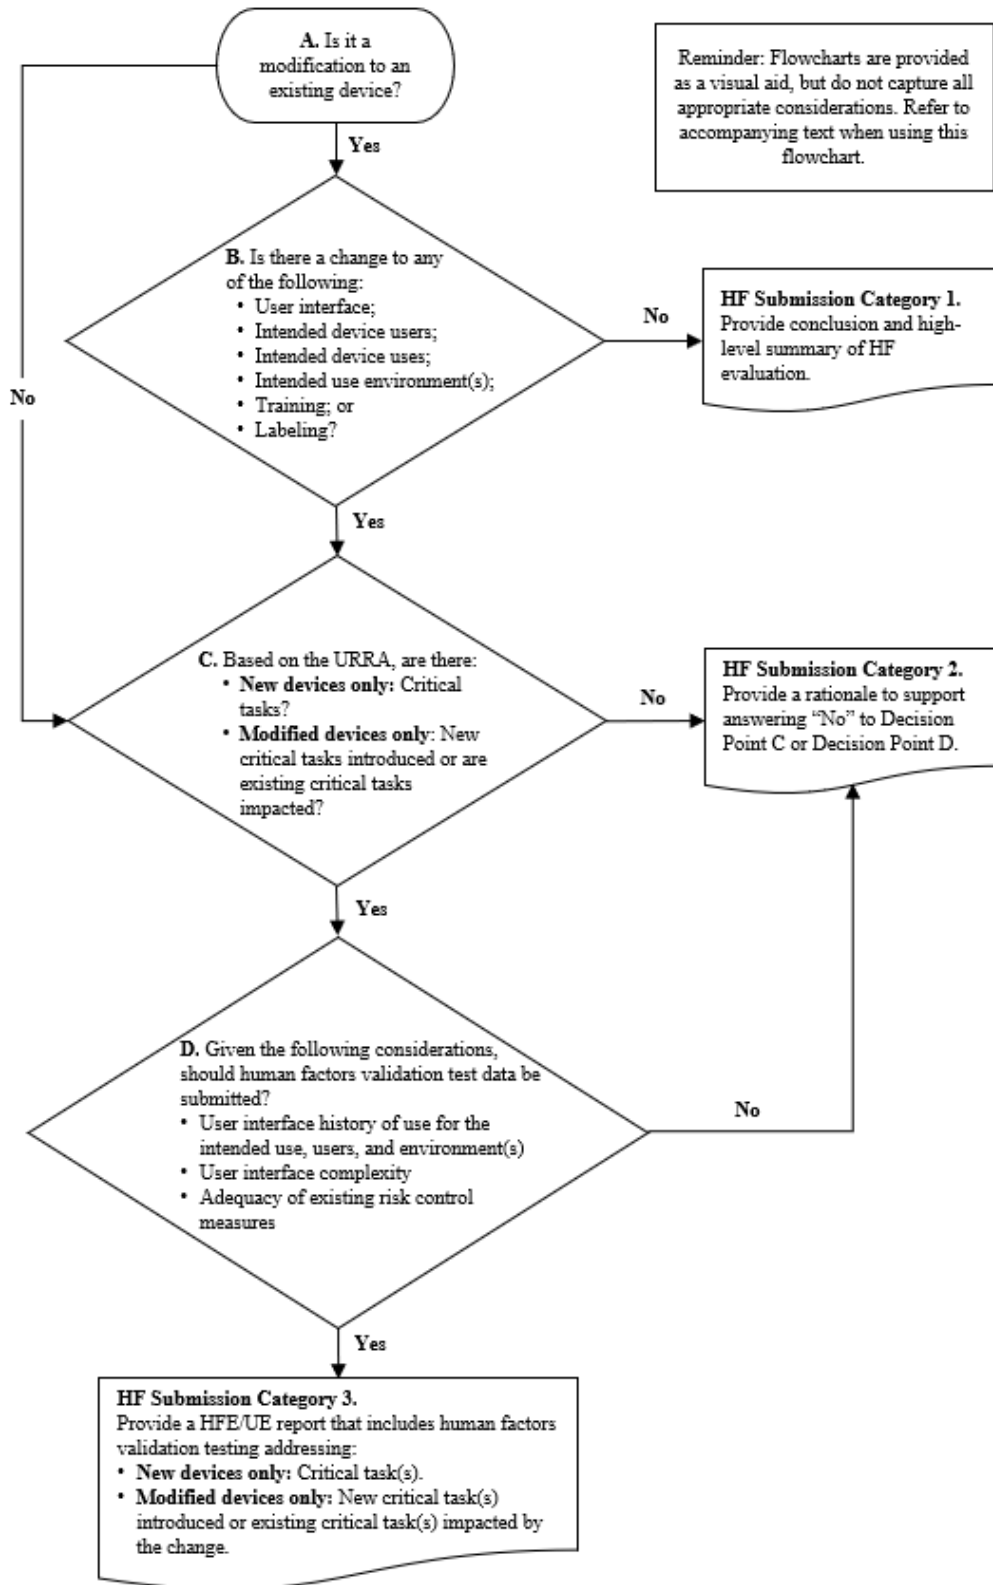 A. Is it a
modification to an
existing device?
Reminder: Flowcharts are provided
as a visual aid, but do not capture all
appropriate considerations. Refer to
accompanying text when using this
flowchart.
Yes
B. Is there a change to any
of the following:
• User interface;
• Intended device users;
• Intended device uses;
• Intended use environment(s);
• Training; or
• Labeling?
No
HF Submission Category 1.
Provide conclusion and high-
level summary of HF
evaluation.
No
Yes
C. Based on the URRA, are there:
• New devices only: Critical
tasks?
• Modified devices only: New
critical tasks introduced or are
existing critical tasks
impacted?
No
HF Submission Category 2.
Provide a rationale to support
answering “No” to Decision
Point C or Decision Point D.
Yes
D. Given the following considerations,
should human factors validation test data be
submitted?
• User interface history of use for the
intended use, users, and environment(s)
• User interface complexity
• Adequacy of existing risk control
measures
No
Yes
HF Submission Category 3.
Provide a HFE/UE report that includes human factors
validation testing addressing:
• New devices only: Critical task(s).
• Modified devices only: New critical task(s)
introduced or existing critical task(s) impacted by
the change.